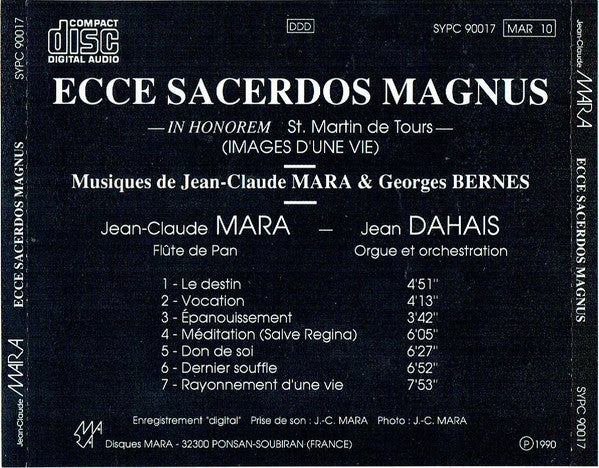 COMPACT
disc
DIGITAL AUDIO
DDD
SYPC 90017 MAR 10
ECCE SACERDOS MAGNUS
— IN HONOREM St. Martin de Tours —
(IMAGES D'UNE VIE)
Musiques de Jean-Claude MARA & Georges BERNES
Jean-Claude MARA – Jean DAHAIS
Flûte de Pan Orgue et orchestration
1 - Le destin 4'51"
2 - Vocation 4'13"
3 - Épanouissement 3'42"
4 - Méditation (Salve Regina) 6'05"
5 - Don de soi 6'27"
6 - Dernier souffle 6'52"
7 - Rayonnement d'une vie 7'53"
Enregistrement "digital" Prise de son : J.-C. MARA Photo : J.-C. MARA
Disques MARA - 32300 PONSAN-SOUBIRAN (FRANCE)
Ⓟ 1990
Jean-Claude MARA ECCE SACERDOS MAGNUS SYPC 90017
Jean-Claude MARA ECCE SACERDOS MAGNUS SYPC 90017